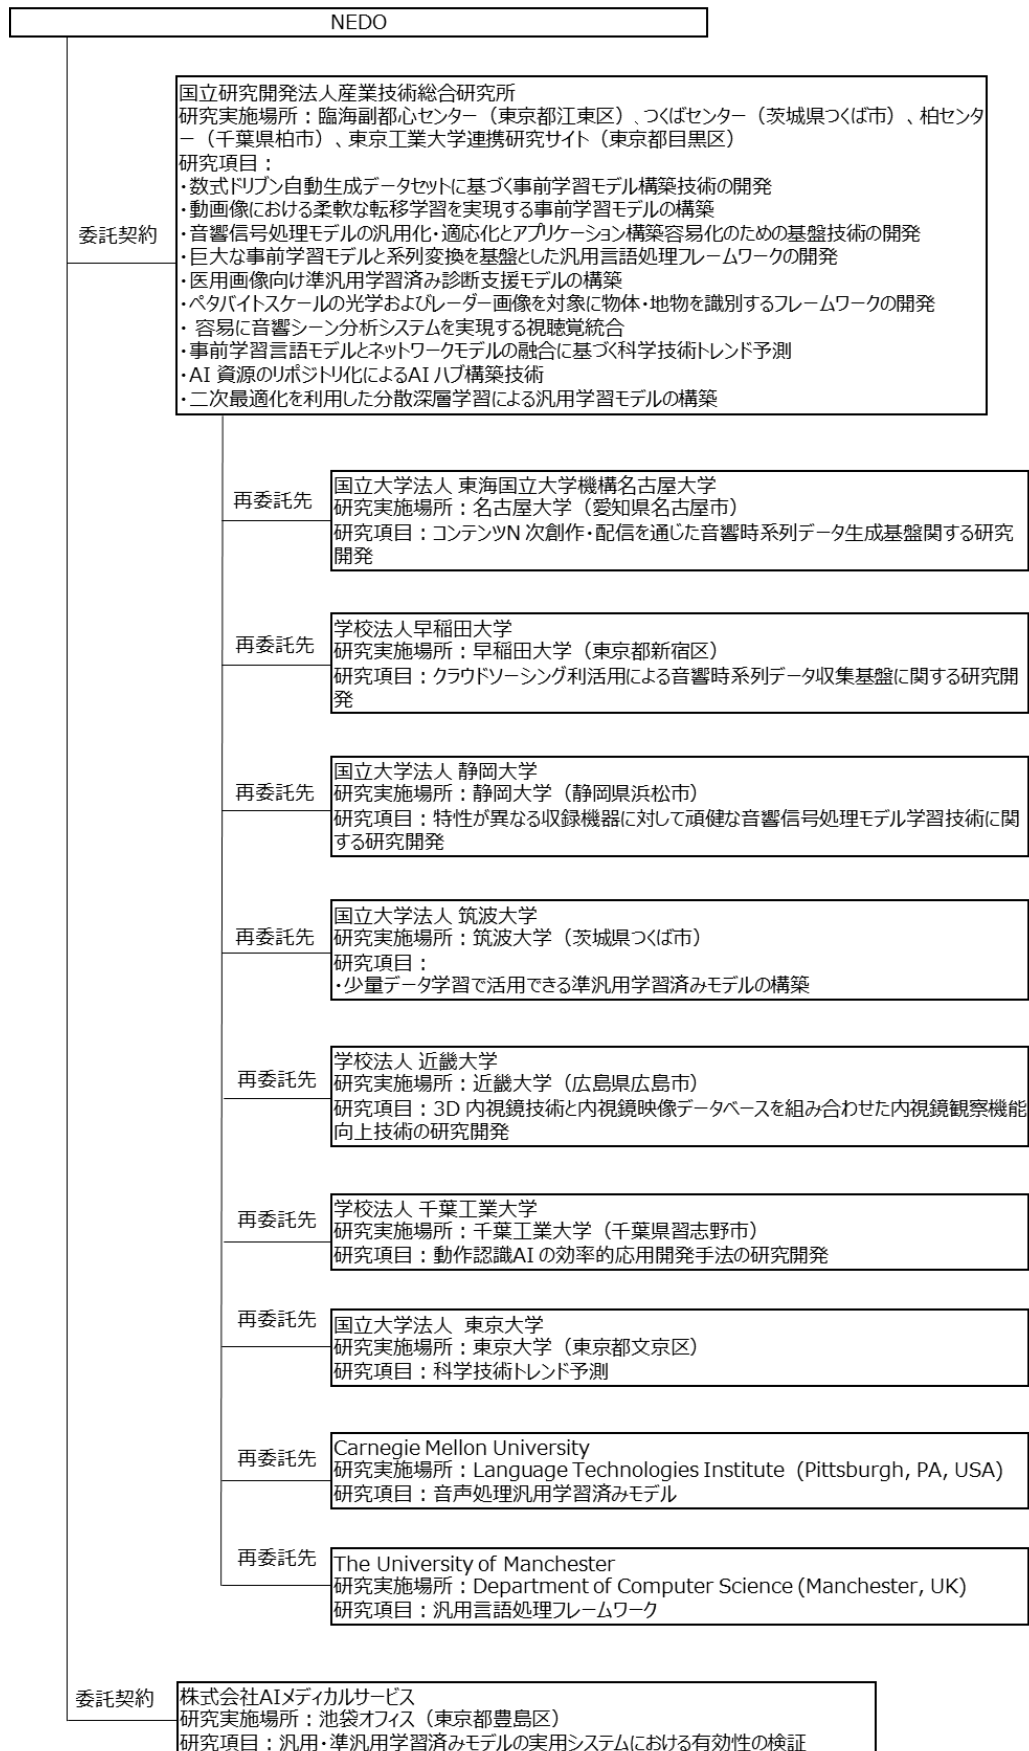 NEDO
国立研究開発法人産業技術総合研究所
研究実施場所：臨海副都心センター（東京都江東区）、つくばセンター（茨城県つくば市）、柏センタ
ー（千葉県柏市）、東京工業大学連携研究サイト（東京都目黒区）
研究項目：
・数式ドリブン自動生成データセットに基づく事前学習モデル構築技術の開発
・動画像における柔軟な転移学習を実現する事前学習モデルの構築
委託契約
・音響信号処理モデルの汎用化・適応化とアプリケーション構築容易化のための基盤技術の開発
・巨大な事前学習モデルと系列変換を基盤とした汎用言語処理フレームワークの開発
・医用画像向け準汎用学習済み診断支援モデルの構築
・ペタバイトスケールの光学およびレーダー画像を対象に物体・地物を識別するフレームワークの開発
・ 容易に音響シーン分析システムを実現する視聴覚統合
・事前学習言語モデルとネットワークモデルの融合に基づく科学技術トレンド予測
・AI 資源のリポジトリ化によるAI ハブ構築技術
・二次最適化を利用した分散深層学習による汎用学習モデルの構築
再委託先
国立大学法人 東海国立大学機構名古屋大学
研究実施場所：名古屋大学（愛知県名古屋市）
研究項目：コンテンツN 次創作・配信を通じた音響時系列データ生成基盤関する研究
開発
再委託先
学校法人早稲田大学
研究実施場所：早稲田大学（東京都新宿区）
研究項目：クラウドソーシング利活用による音響時系列データ収集基盤に関する研究開
発
再委託先
国立大学法人 静岡大学
研究実施場所：静岡大学（静岡県浜松市）
研究項目：特性が異なる収録機器に対して頑健な音響信号処理モデル学習技術に関
する研究開発
再委託先
国立大学法人 筑波大学
研究実施場所：筑波大学（茨城県つくば市）
研究項目：
・少量データ学習で活用できる準汎用学習済みモデルの構築
再委託先
学校法人 近畿大学
研究実施場所：近畿大学（広島県広島市）
研究項目：3D 内視鏡技術と内視鏡映像データベースを組み合わせた内視鏡観察機能
向上技術の研究開発
再委託先
学校法人 千葉工業大学
研究実施場所：千葉工業大学（千葉県習志野市）
研究項目：動作認識AI の効率的応用開発手法の研究開発
再委託先
国立大学法人 東京大学
研究実施場所：東京大学（東京都文京区）
研究項目：科学技術トレンド予測
再委託先
Carnegie Mellon University
研究実施場所：Language Technologies Institute (Pittsburgh, PA, USA)
研究項目：音声処理汎用学習済みモデル
再委託先
The University of Manchester
研究実施場所：Department of Computer Science (Manchester, UK)
研究項目：汎用言語処理フレームワーク
委託契約
株式会社AIメディカルサービス
研究実施場所：池袋オフィス（東京都豊島区）
研究項目：汎用・準汎用学習済みモデルの実用システムにおける有効性の検証